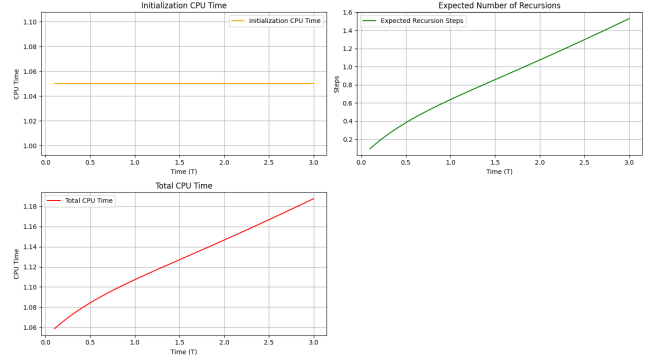 Initialization CPU Time
Initialization CPU Time
CPU Time
1.10
1.08
1.06
1.04
1.02
1.00
0.0 0.5 1.0 1.5 2.0 2.5 3.0
Time (T)
Expected Number of Recursions
Expected Recursion Steps
Steps
1.6
1.4
1.2
1.0
0.8
0.6
0.4
0.2
0.0 0.5 1.0 1.5 2.0 2.5 3.0
Time (T)
Total CPU Time
Total CPU Time
CPU Time
1.18
1.16
1.14
1.12
1.10
1.08
1.06
0.0 0.5 1.0 1.5 2.0 2.5 3.0
Time (T)